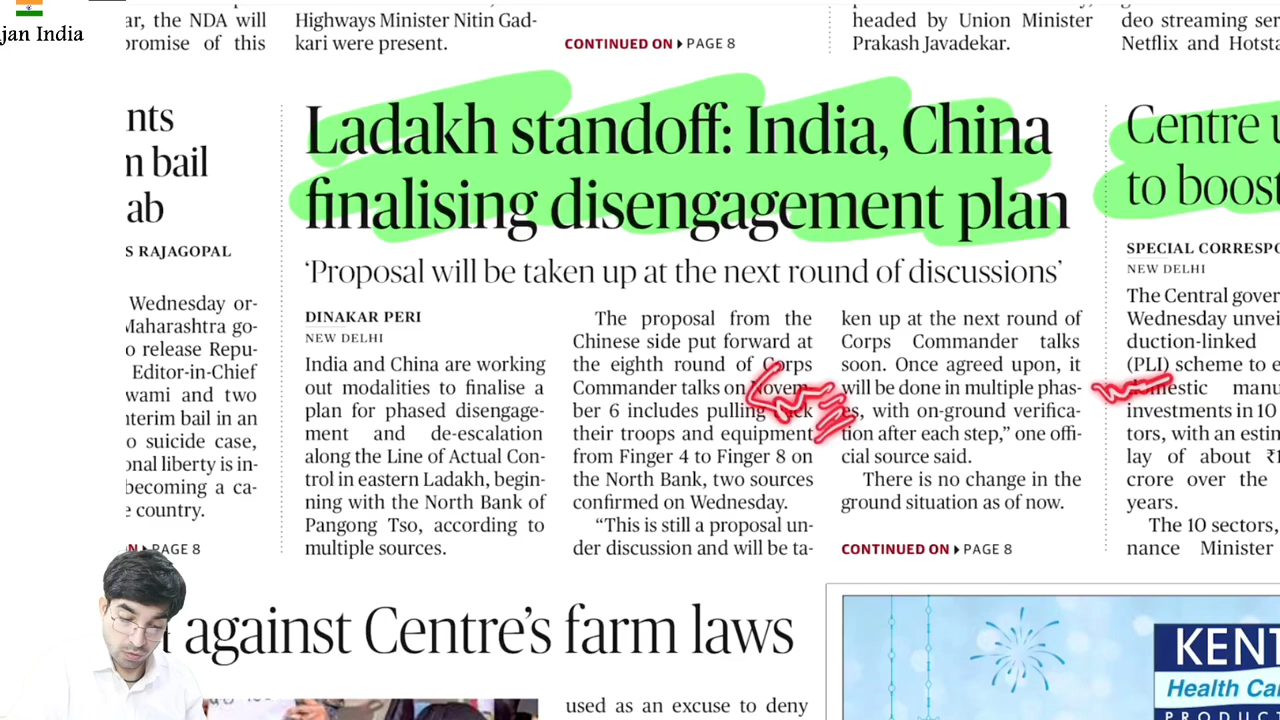 jan India
ar, the NDA will
promise of this
Highways Minister Nitin Gad-
kari were present.
CONTINUED ON PAGE 8
headed by Union Minister
Prakash Javadekar.
deo streaming ser
Netflix and Hotsta
nts
n bail
ab
S RAJAGOPAL
Wednesday or-
Maharashtra go-
o release Repu-
Editor-in-Chief
wami and two
nterim bail in an
o suicide case,
onal liberty is in-
becoming a ca-
e country.
N PAGE 8
Ladakh standoff: India, China
finalising disengagement plan
‘Proposal will be taken up at the next round of discussions’
DINAKAR PERI
NEW DELHI
India and China are working
out modalities to finalise a
plan for phased disengage-
ment and de-escalation
along the Line of Actual Con-
trol in eastern Ladakh, begin-
ning with the North Bank of
Pangong Tso, according to
multiple sources.
The proposal from the
Chinese side put forward at
the eighth round of Corps
Commander talks on Novem-
ber 6 includes pulling back
their troops and equipment
from Finger 4 to Finger 8 on
the North Bank, two sources
confirmed on Wednesday.
“This is still a proposal un-
der discussion and will be ta-
ken up at the next round of
Corps Commander talks
soon. Once agreed upon, it
will be done in multiple phas-
es, with on-ground verifica-
tion after each step,” one offi-
cial source said.
There is no change in the
ground situation as of now.
CONTINUED ON PAGE 8
Centre u
to boost
SPECIAL CORRESPO
NEW DELHI
The Central gover
Wednesday unvei
duction-linked
(PLI) scheme to e
domestic manu
investments in 10
tors, with an estim
lay of about ₹1
crore over the
years.
The 10 sectors,
nance Minister
against Centre’s farm laws
used as an excuse to deny
KENT
Health Car
PRODUCT